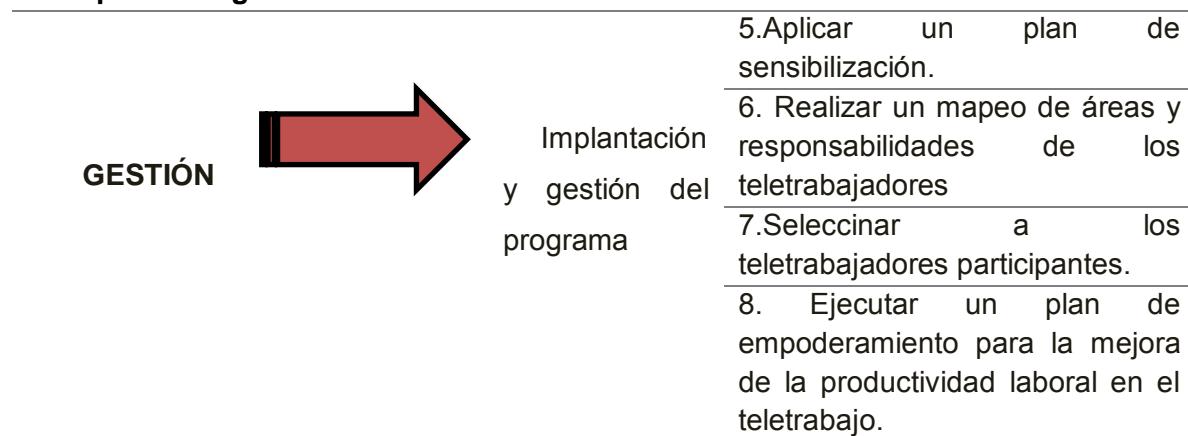 GESTIÓN
Implantación
y gestión del
programa
5.Aplicar un plan de
sensibilización.
6. Realizar un mapeo de áreas y
responsabilidades de los
teletrabajadores
7.Seleccinar a los
teletrabajadores participantes.
8. Ejecutar un plan de
empoderamiento para la mejora
de la productividad laboral en el
teletrabajo.